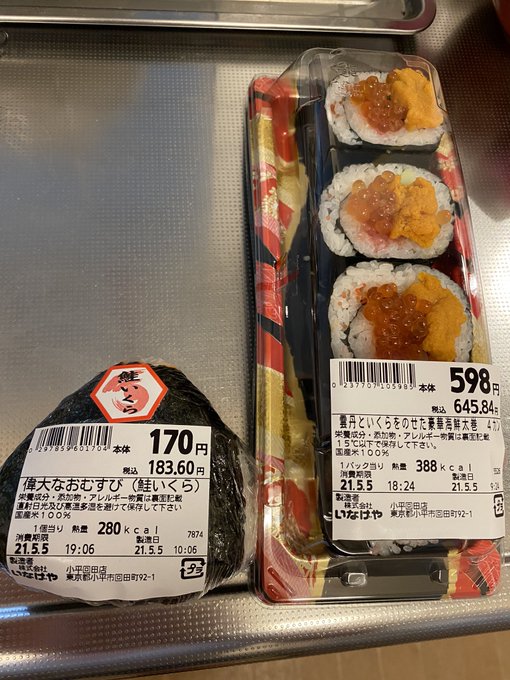 鮭いくら
0297859601704
本体 170円
税込 183.60円
偉大なおむすび（鮭いくら）
栄養成分・添加物・アレルギー物質は裏面記載
直射日光及び高温多湿を避けて保存して下さい
国産米100%
1個当り 熱量 280kcal
7874
消費期限 製造日
21.5.5 19:06 21.5.5 10:06
製造者
株式会社 いなげや
小平回田店
東京都小平市回田町92-1
プラ
0237707105985
本体 598円
税込 645.84円
雲丹といくらをのせた豪華海鮮太巻 4カン
栄養成分・添加物・アレルギー物質は裏面記載
15℃以下で保存して下さい。
国産米100%
1パック当り 熱量 388kcal
消費期限 製造日
21.5.5 18:24 21.5.5 9:24
製造者
株式会社 いなげや
小平回田店
東京都小平市回田町92-1